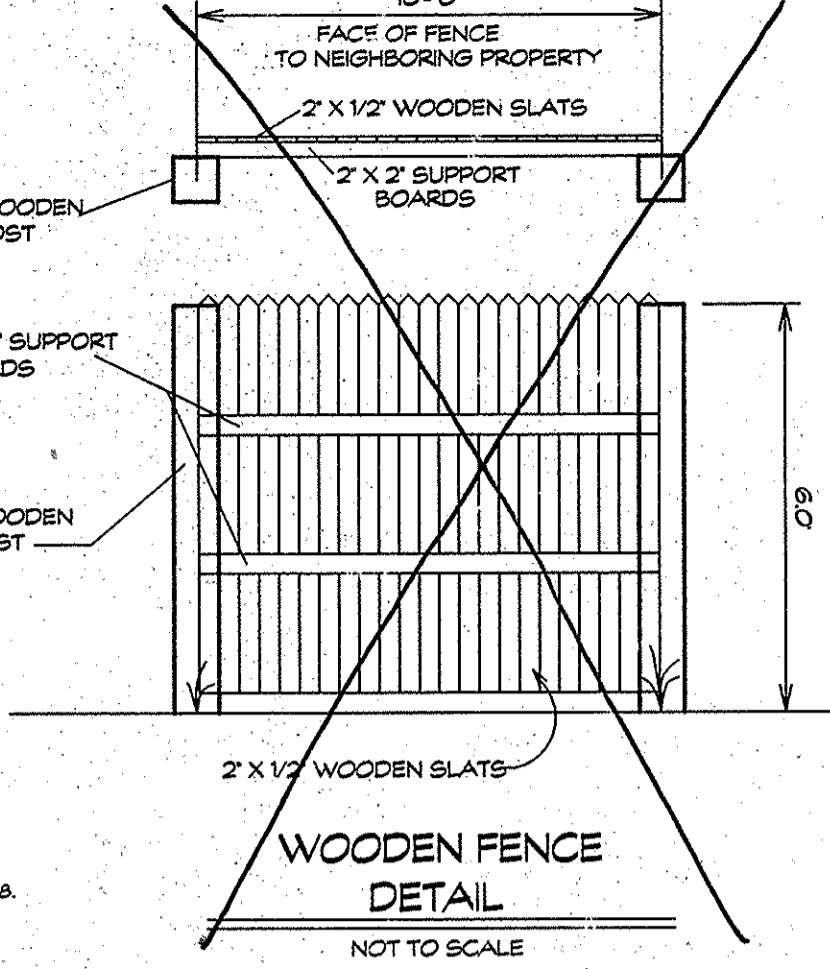 FACE OF FENCE
TO NEIGHBORING PROPERTY
2" X 1/2" WOODEN SLATS
2" X 2" SUPPORT
BOARDS
SUPPORT
6.0'
2" X 1/2" WOODEN SLATS
WOODEN FENCE
DETAIL
NOT TO SCALE